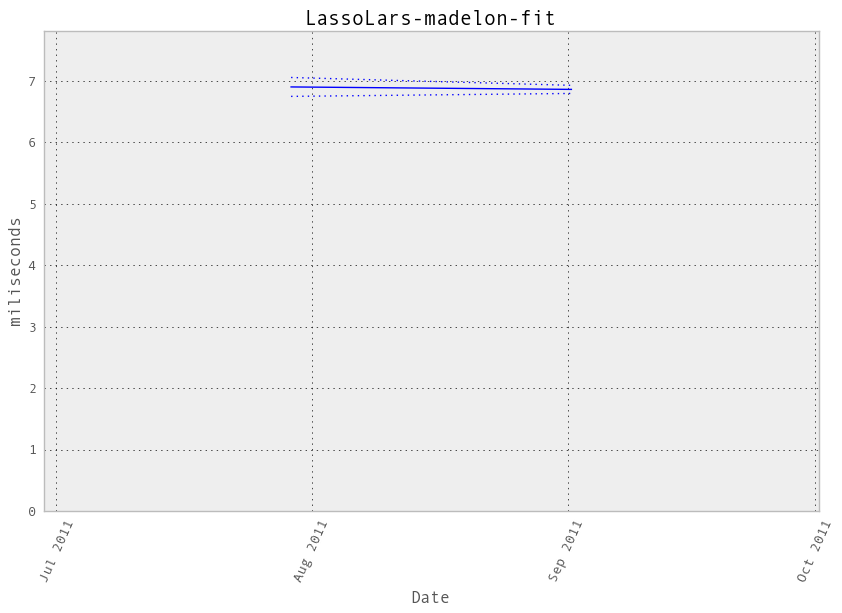 LassoLars-madelon-fit
7
6
5
4
3
2
1
0
miliseconds
Jul 2011
Aug 2011
Sep 2011
Oct 2011
Date